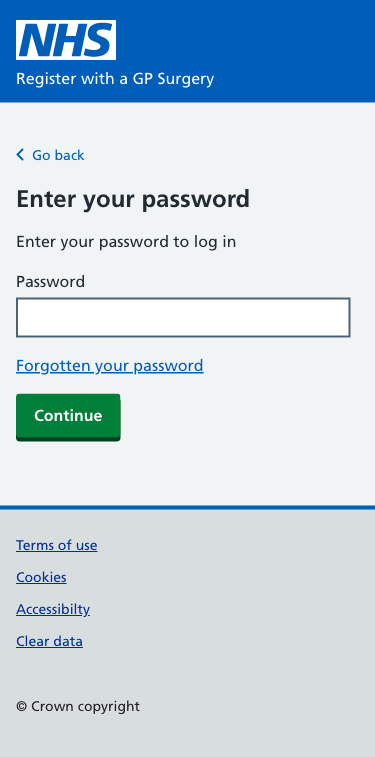 NHS
Register with a GP Surgery
Go back
Enter your password
Enter your password to log in
Password
Forgotten your password
Continue
Terms of use
Cookies
Accessibilty
Clear data
© Crown copyright